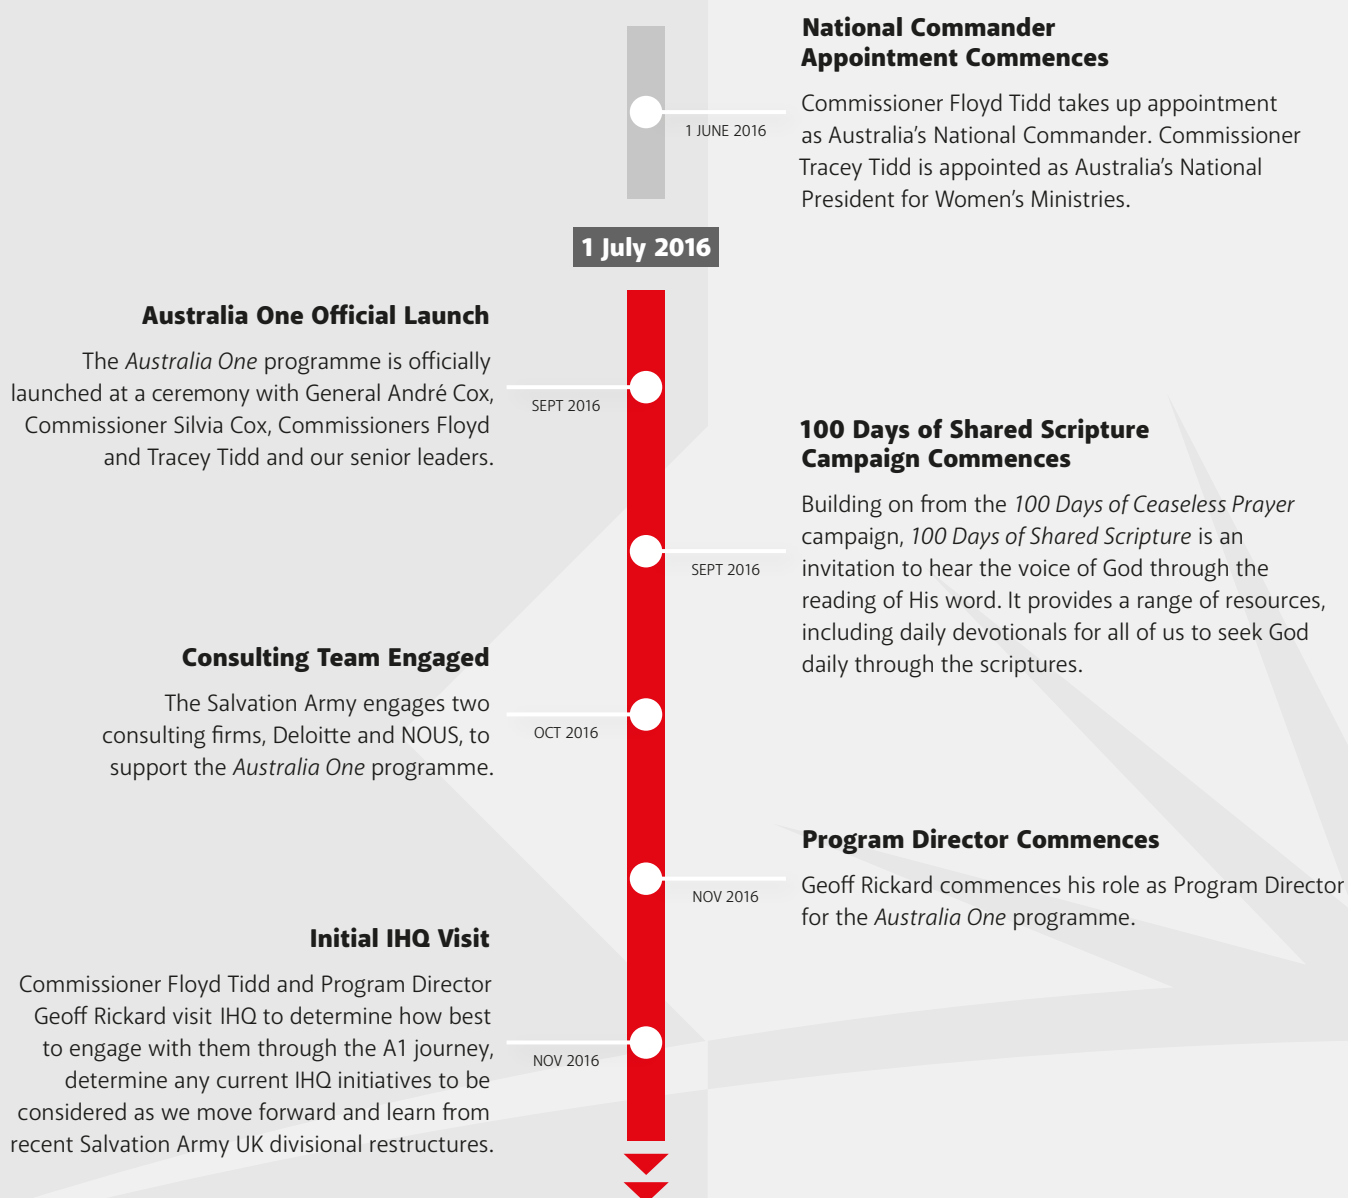 National Commander
Appointment Commences
Commissioner Floyd Tidd takes up appointment
as Australia's National Commander. Commissioner
Tracey Tidd is appointed as Australia's National
President for Women's Ministries.
1 JUNE 2016
1 July 2016
Australia One Official Launch
The Australia One programme is officially
launched at a ceremony with General André Cox,
Commissioner Silvia Cox, Commissioners Floyd
and Tracey Tidd and our senior leaders.
SEPT 2016
100 Days of Shared Scripture
Campaign Commences
Building on from the 100 Days of Ceaseless Prayer
campaign, 100 Days of Shared Scripture is an
invitation to hear the voice of God through the
reading of His word. It provides a range of resources,
including daily devotionals for all of us to seek God
daily through the scriptures.
SEPT 2016
Consulting Team Engaged
The Salvation Army engages two
consulting firms, Deloitte and NOUS, to
support the Australia One programme.
OCT 2016
Program Director Commences
Geoff Rickard commences his role as Program Director
for the Australia One programme.
NOV 2016
Initial IHQ Visit
Commissioner Floyd Tidd and Program Director
Geoff Rickard visit IHQ to determine how best
to engage with them through the A1 journey,
determine any current IHQ initiatives to be
considered as we move forward and learn from
recent Salvation Army UK divisional restructures.
NOV 2016